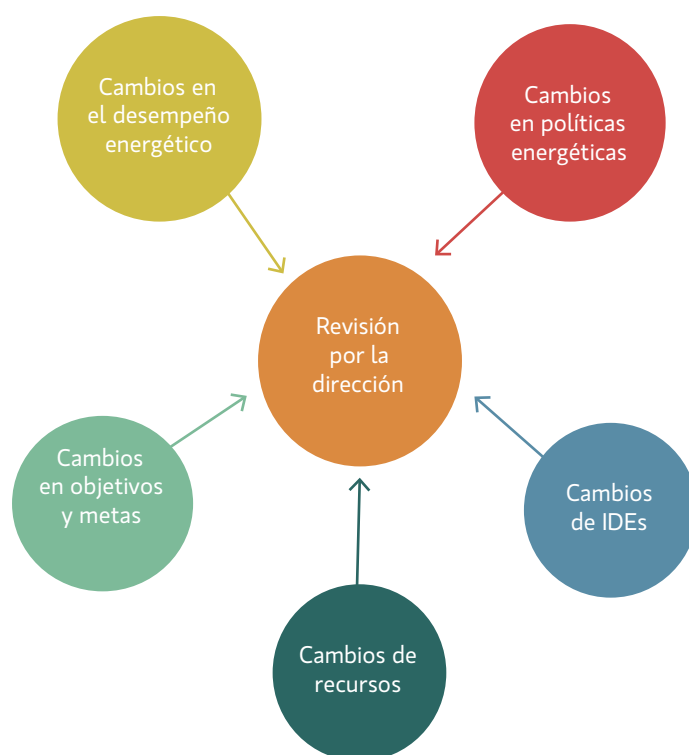 Cambios en
el desempeño
energético
Cambios
en políticas
energéticas
Revisión
por la
dirección
Cambios
en objetivos
y metas
Cambios
de IDEs
Cambios de
recursos